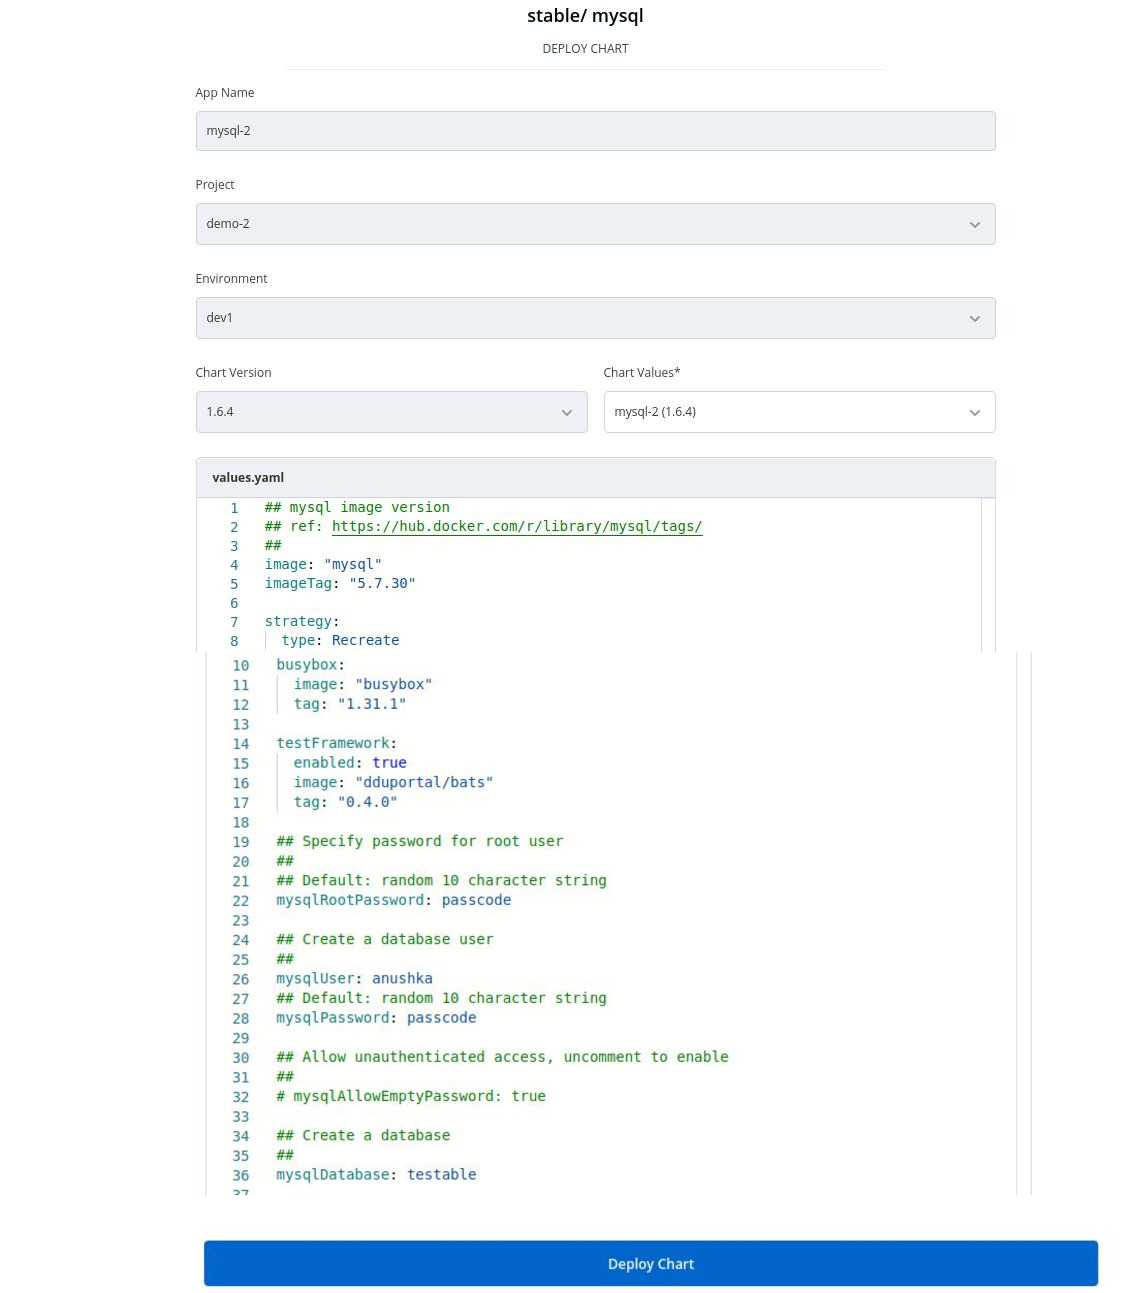 stable/ mysql
DEPLOY CHART
App Name
mysql-2
Project
demo-2
Environment
dev1
Chart Version
Chart Values*
1.6.4
mysql-2 (1.6.4)
values.yaml
1 ## mysql image version
2 ## ref: https://hub.docker.com/r/library/mysql/tags/
3 ##
4 image: "mysql"
5 imageTag: "5.7.30"
6
7 strategy:
8   type: Recreate
10 busybox:
11   image: "busybox"
12   tag: "1.31.1"
13
14 testFramework:
15   enabled: true
16   image: "dduportal/bats"
17   tag: "0.4.0"
18
19 ## Specify password for root user
20 ##
21 ## Default: random 10 character string
22 mysqlRootPassword: passcode
23
24 ## Create a database user
25 ##
26 mysqlUser: anushka
27 ## Default: random 10 character string
28 mysqlPassword: passcode
29
30 ## Allow unauthenticated access, uncomment to enable
31 ##
32 # mysqlAllowEmptyPassword: true
33
34 ## Create a database
35 ##
36 mysqlDatabase: testable
37
Deploy Chart